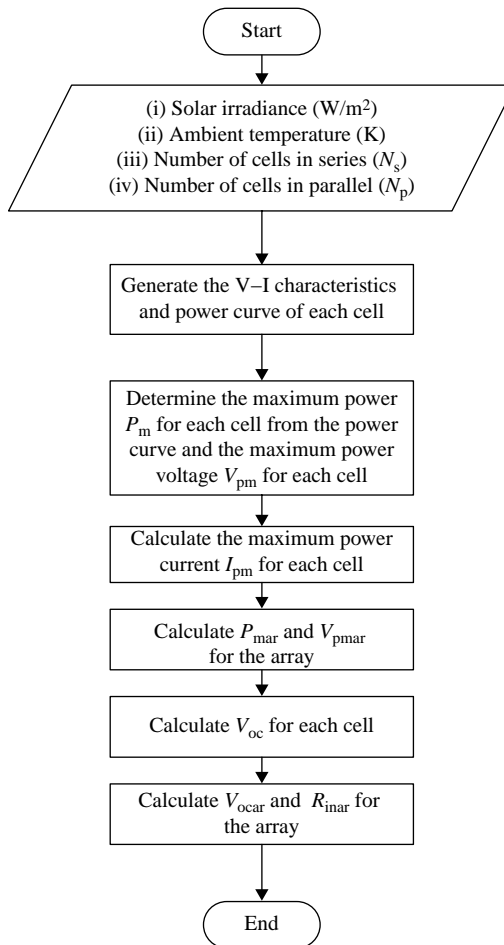 Start
(i) Solar irradiance (W/m²)
(ii) Ambient temperature (K)
(iii) Number of cells in series (Nₛ)
(iv) Number of cells in parallel (Nₚ)
Generate the V–I characteristics
and power curve of each cell
Determine the maximum power
Pₘ for each cell from the power
curve and the maximum power
voltage Vₚₘ for each cell
Calculate the maximum power
current Iₚₘ for each cell
Calculate Pₘₐᵣ and Vₚₘₐᵣ
for the array
Calculate Vₒc for each cell
Calculate Vₒcₐᵣ and Rᵢₙₐᵣ for
the array
End